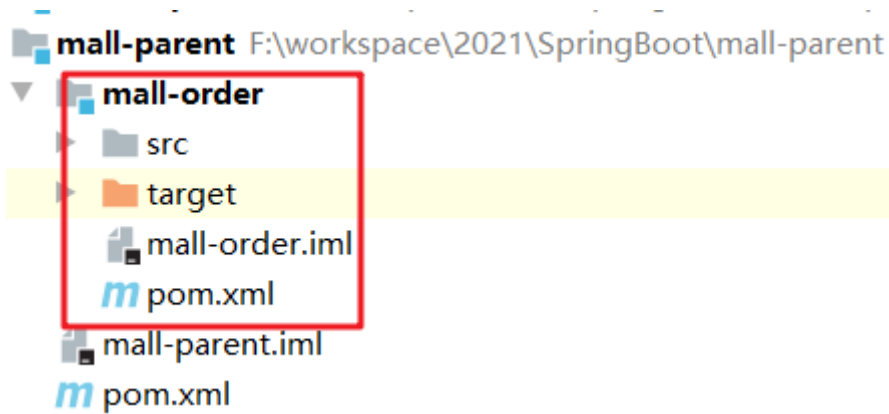 mall-parent F:\workspace\2021\SpringBoot\mall-parent
mall-order
src
target
mall-order.iml
pom.xml
mall-parent.iml
pom.xml